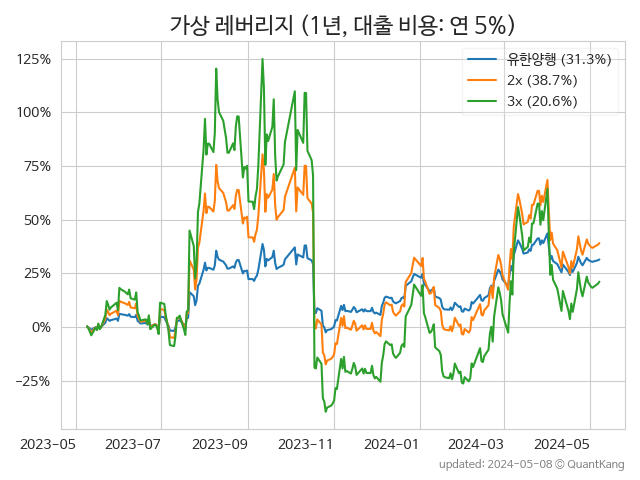 가상 레버리지 (1년, 대출 비용: 연 5%)
유한양행 (31.3%)
2x (38.7%)
3x (20.6%)
125%
100%
75%
50%
25%
0%
−25%
2023-05 2023-07 2023-09 2023-11 2024-01 2024-03 2024-05
updated: 2024-05-08 © QuantKang